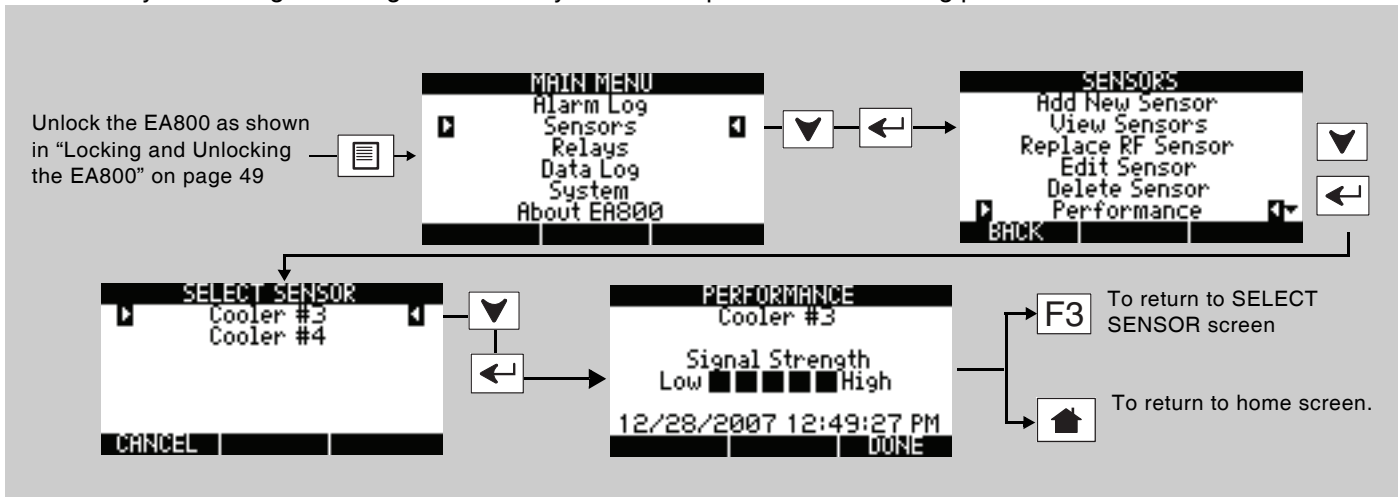 Unlock the EA800 as shown
in “Locking and Unlocking
the EA800” on page 49
MAIN MENU
Alarm Log
Sensors
Relays
Data Log
System
About EA800
SENSORS
Add New Sensor
View Sensors
Replace RF Sensor
Edit Sensor
Delete Sensor
Performance
BACK
SELECT SENSOR
Cooler #3
Cooler #4
CANCEL
PERFORMANCE
Cooler #3
Signal Strength
Low High
12/28/2007 12:49:27 PM
DONE
F3
To return to SELECT
SENSOR screen
To return to home screen.